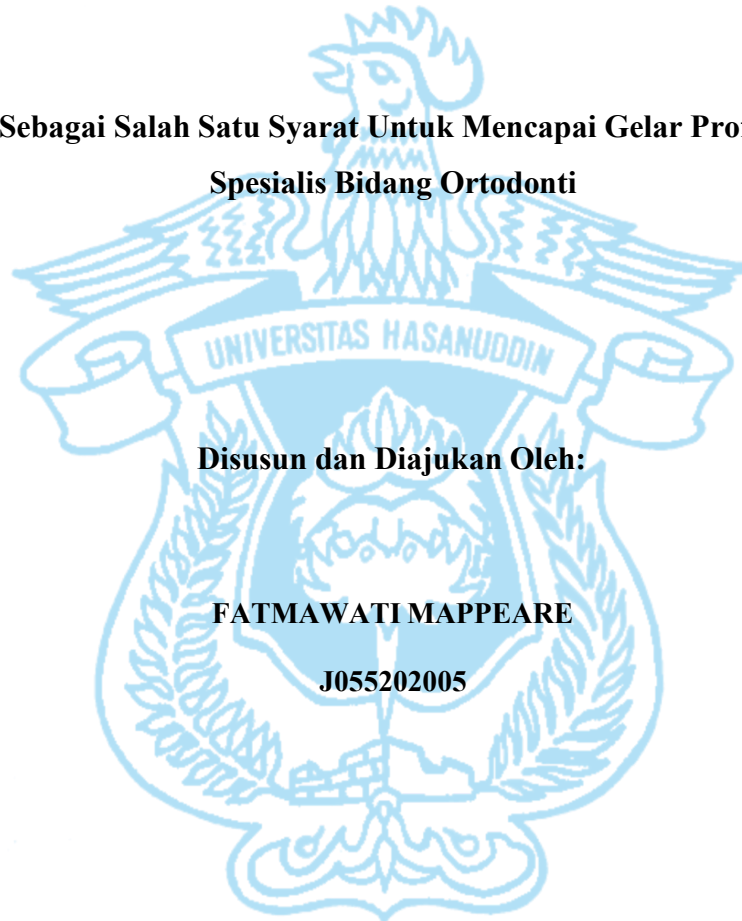 Sebagai Salah Satu Syarat Untuk Mencapai Gelar
Spesialis Bidang Ortodonti
UNIVERSITAS HASANUDDIN
Disusun dan Diajukan Oleh:
FATMAWATI MAPPEARE
J055202005